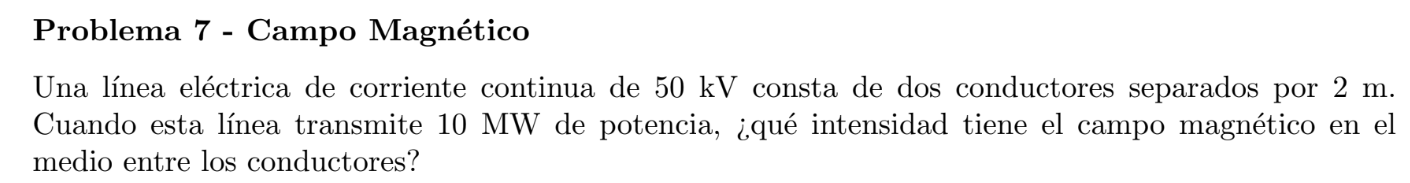 Problema 7 - Campo Magnético
Una línea eléctrica de corriente continua de 50 kV consta de dos conductores separados por 2 m.
Cuando esta línea transmite 10 MW de potencia, ¿qué intensidad tiene el campo magnético en el
medio entre los conductores?